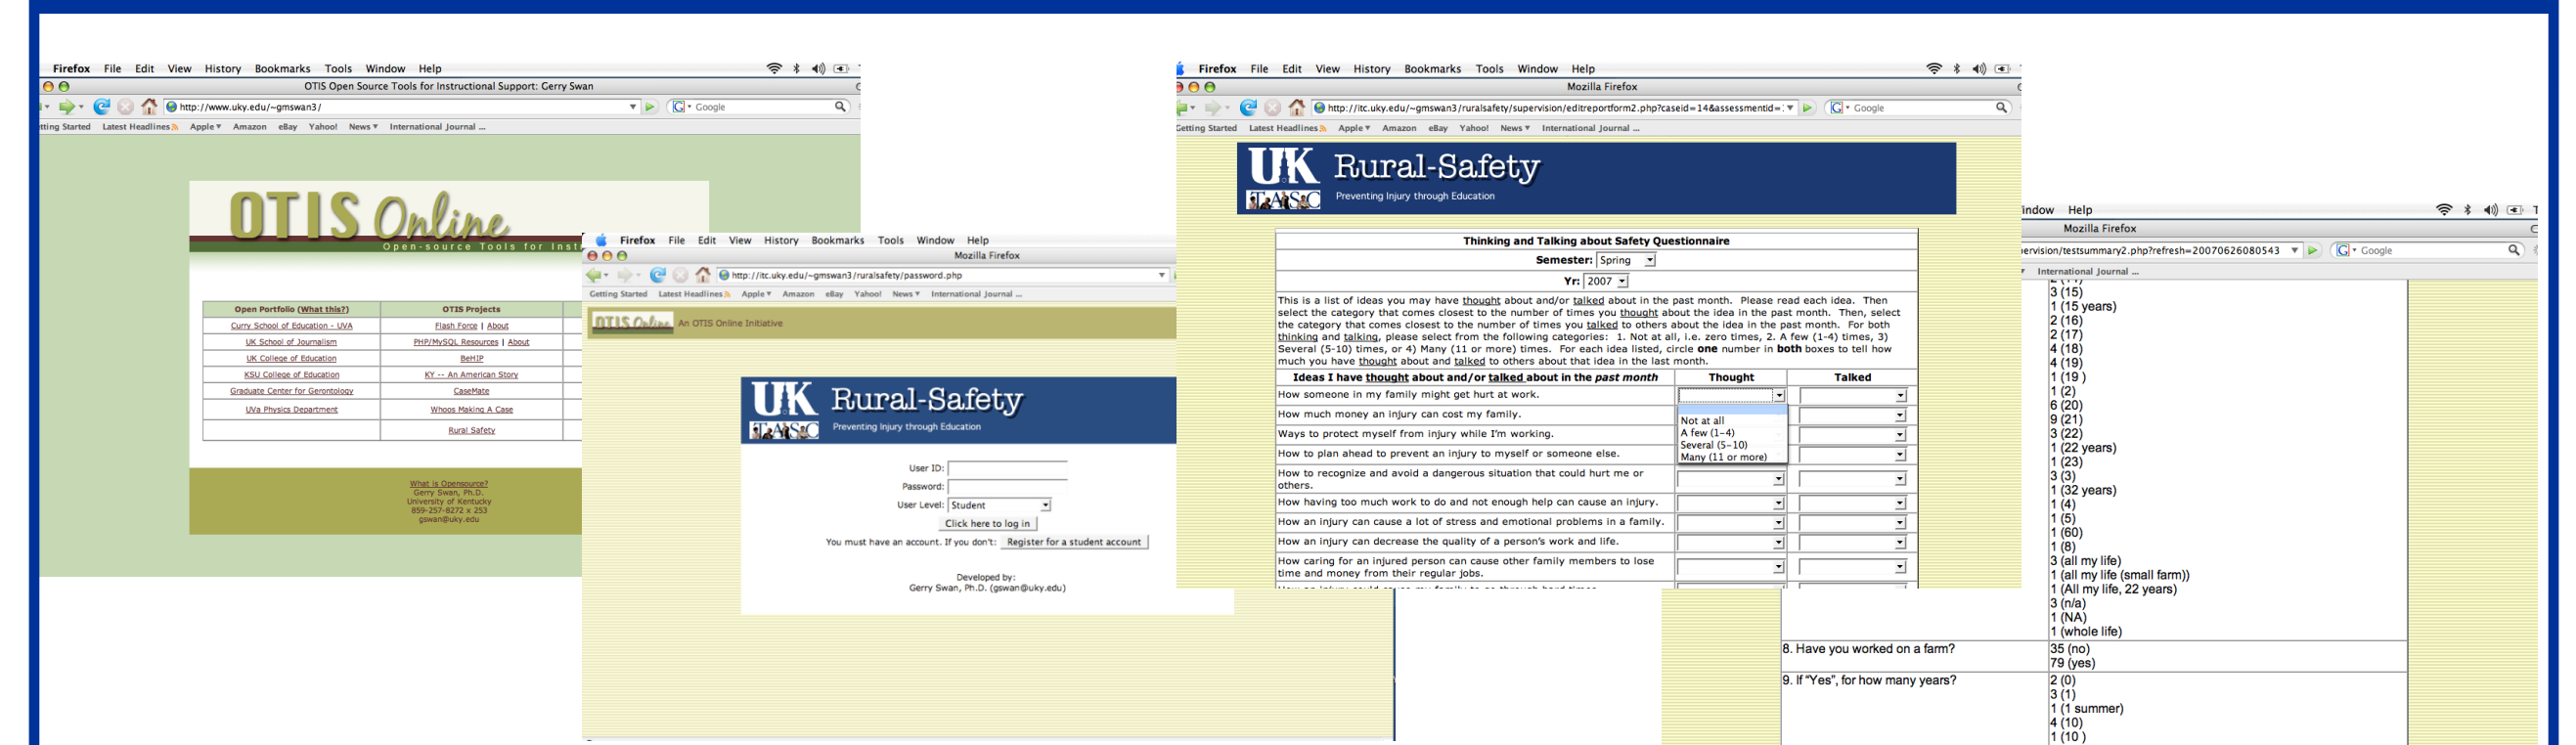 Firefox File Edit View History Bookmarks Tools Window Help
OTIS Open Source Tools for Instructional Support: Gerry Swan
http://www.uky.edu/~gmswan3/
Google
Getting Started Latest Headlines Apple Amazon eBay Yahoo! News International Journal ...
OTIS Online
Open-source Tools for
Open Portfolio (What this?) OTIS Projects
Curry School of Education - UVA Flash Force | About
UK School of Journalism PHP/MySQL Resources | About
UK College of Education BeHIP
KSU College of Education KY -- An American Story
Graduate Center for Gerontology CaseMate
UVa Physics Department Whoos Making A Case
Rural Safety
What is Opensource?
Gerry Swan, Ph.D.
University of Kentucky
859-257-8272 x 253
gswan@uky.edu
Firefox File Edit View History Bookmarks Tools Window Help
Mozilla Firefox
http://itc.uky.edu/~gmswan3/ruralsafety/password.php
Getting Started Latest Headlines Apple Amazon eBay Yahoo! News International Journal ...
OTIS Online An OTIS Online Initiative
UK Rural-Safety
TASC Preventing Injury through Education
User ID:
Password:
User Level: Student
Click here to log in
You must have an account. If you don't: Register for a student account
Developed by:
Gerry Swan, Ph.D. (gswan@uky.edu)
Firefox File Edit View History Bookmarks Tools Window Help
Mozilla Firefox
http://itc.uky.edu/~gmswan3/ruralsafety/supervision/editreportform2.php?caseid=14&assessmentid=
Google
Getting Started Latest Headlines Apple Amazon eBay Yahoo! News International Journal ...
UK Rural-Safety
TASC Preventing Injury through Education
Thinking and Talking about Safety Questionnaire
Semester: Spring
Yr: 2007
This is a list of ideas you may have thought about and/or talked about in the past month. Please read each idea. Then
select the category that comes closest to the number of times you thought about the idea in the past month. Then, select
the category that comes closest to the number of times you talked to others about the idea in the past month. For both
thinking and talking, please select from the following categories: 1. Not at all, i.e. zero times, 2. A few (1-4) times, 3)
Several (5-10) times, or 4) Many (11 or more) times. For each idea listed, circle one number in both boxes to tell how
much you have thought about and talked to others about that idea in the last month.
Ideas I have thought about and/or talked about in the past month Thought Talked
How someone in my family might get hurt at work.
How much money an injury can cost my family.
Ways to protect myself from injury while I'm working.
How to plan ahead to prevent an injury to myself or someone else.
How to recognize and avoid a dangerous situation that could hurt me or
others.
How having too much work to do and not enough help can cause an injury.
How an injury can cause a lot of stress and emotional problems in a family.
How an injury can decrease the quality of a person's work and life.
How caring for an injured person can cause other family members to lose
time and money from their regular jobs.
Not at all
A few (1-4)
Several (5-10)
Many (11 or more)
Window Help
Mozilla Firefox
ervision/testsummary2.php?refresh=20070626080543
Google
International Journal ...
3 (15)
1 (15 years)
2 (16)
2 (17)
4 (18)
4 (19)
1 (19 )
1 (2)
6 (20)
9 (21)
3 (22)
1 (22 years)
1 (23)
3 (3)
1 (32 years)
1 (4)
1 (5)
1 (60)
1 (8)
3 (all my life)
1 (all my life (small farm))
1 (All my life, 22 years)
3 (n/a)
1 (NA)
1 (whole life)
8. Have you worked on a farm? 35 (no)
79 (yes)
9. If "Yes", for how many years? 2 (0)
3 (1)
1 (1 summer)
4 (10)
1 (10 )